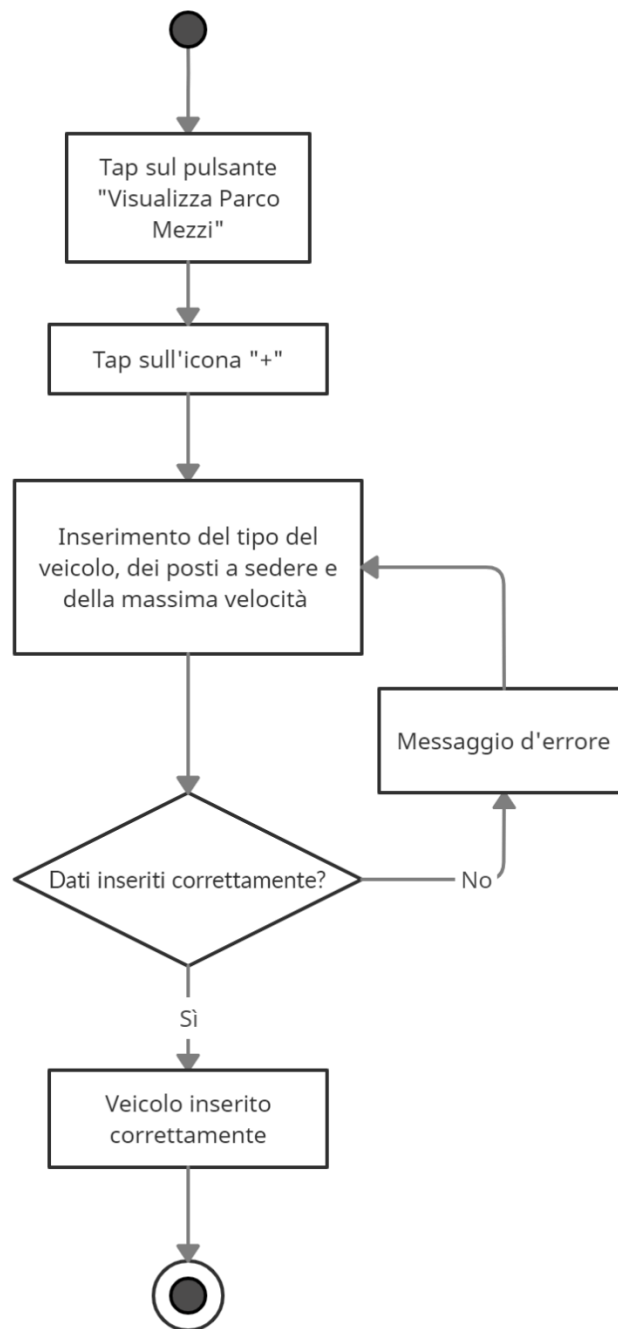 Tap sul pulsante
"Visualizza Parco
Mezzi"
Tap sull'icona "+"
Inserimento del tipo del
veicolo, dei posti a sedere e
della massima velocità
Messaggio d'errore
Dati inseriti correttamente?
No
Sì
Veicolo inserito
correttamente